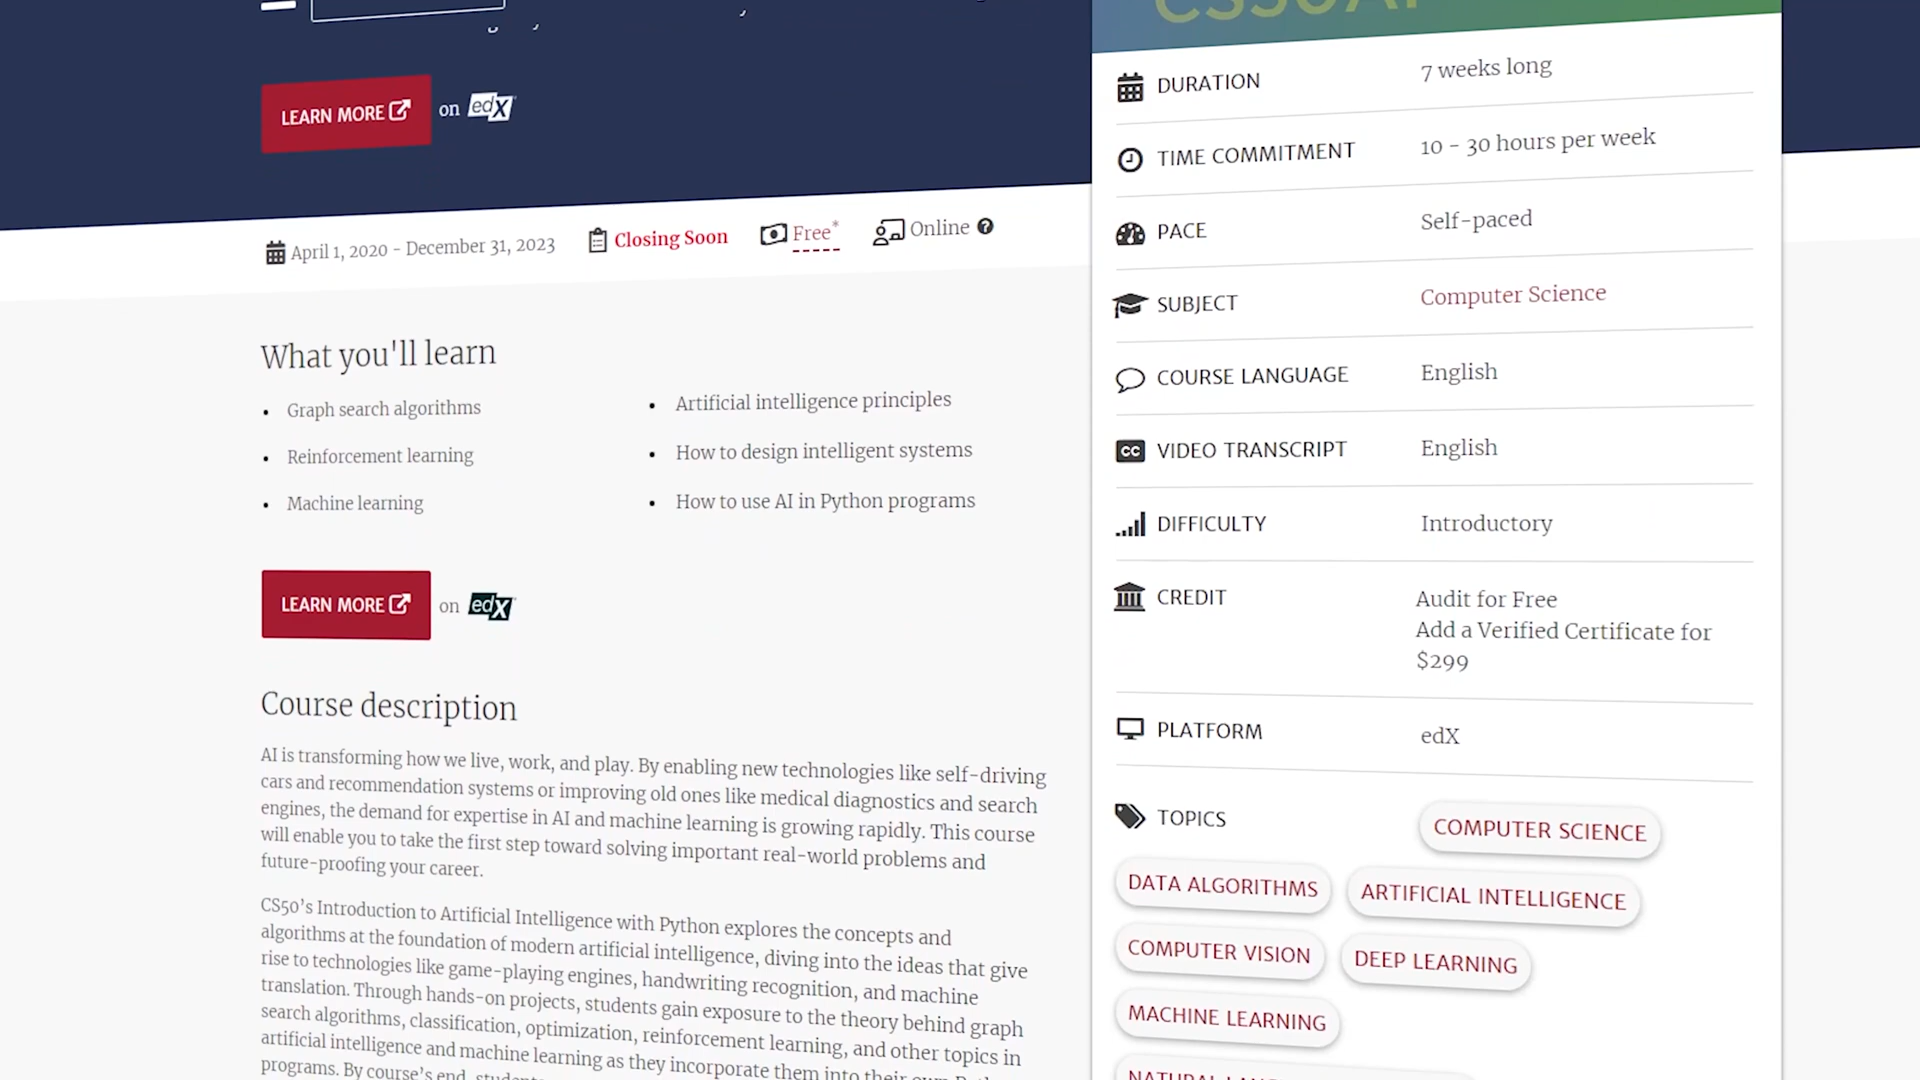 LEARN MORE on edX
April 1, 2020 - December 31, 2023 Closing Soon Free* Online
What you'll learn
Graph search algorithms
Reinforcement learning
Machine learning
Artificial intelligence principles
How to design intelligent systems
How to use AI in Python programs
LEARN MORE on edX
Course description
AI is transforming how we live, work, and play. By enabling new technologies like self-driving
cars and recommendation systems or improving old ones like medical diagnostics and search
engines, the demand for expertise in AI and machine learning is growing rapidly. This course
will enable you to take the first step toward solving important real-world problems and
future-proofing your career.
CS50’s Introduction to Artificial Intelligence with Python explores the concepts and
algorithms at the foundation of modern artificial intelligence, diving into the ideas that give
rise to technologies like game-playing engines, handwriting recognition, and machine
translation. Through hands-on projects, students gain exposure to the theory behind graph
search algorithms, classification, optimization, reinforcement learning, and other topics in
artificial intelligence and machine learning as they incorporate them into their own
programs. By course’s end,
DURATION 7 weeks long
TIME COMMITMENT 10 - 30 hours per week
PACE Self-paced
SUBJECT Computer Science
COURSE LANGUAGE English
CC VIDEO TRANSCRIPT English
DIFFICULTY Introductory
CREDIT Audit for Free
Add a Verified Certificate for
$299
PLATFORM edX
TOPICS COMPUTER SCIENCE
DATA ALGORITHMS ARTIFICIAL INTELLIGENCE
COMPUTER VISION DEEP LEARNING
MACHINE LEARNING